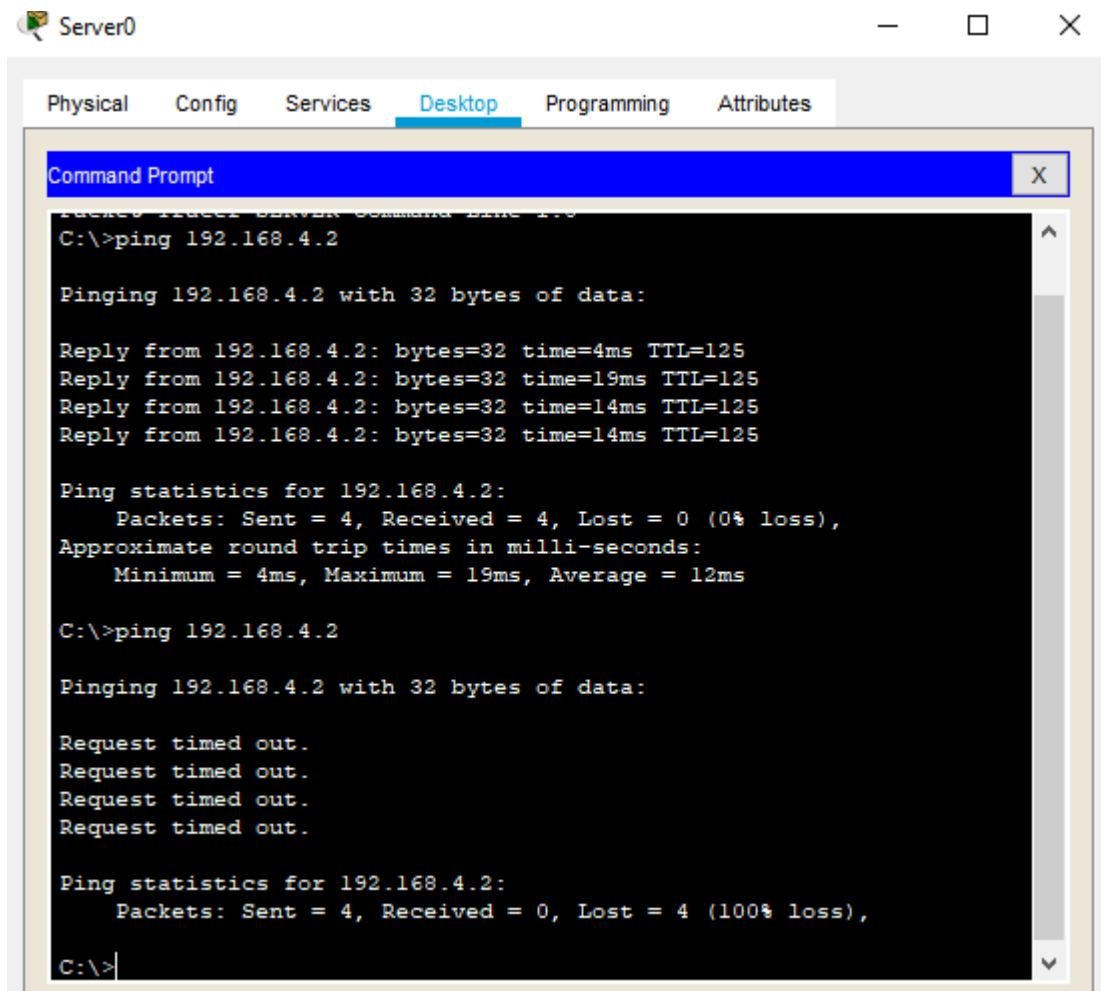 Server0
Physical Config Services Desktop Programming Attributes
Command Prompt X
Packet Tracer SERVER Command Line 1.0
C:\>ping 192.168.4.2
Pinging 192.168.4.2 with 32 bytes of data:
Reply from 192.168.4.2: bytes=32 time=4ms TTL=125
Reply from 192.168.4.2: bytes=32 time=19ms TTL=125
Reply from 192.168.4.2: bytes=32 time=14ms TTL=125
Reply from 192.168.4.2: bytes=32 time=14ms TTL=125
Ping statistics for 192.168.4.2:
Packets: Sent = 4, Received = 4, Lost = 0 (0% loss),
Approximate round trip times in milli-seconds:
Minimum = 4ms, Maximum = 19ms, Average = 12ms
C:\>ping 192.168.4.2
Pinging 192.168.4.2 with 32 bytes of data:
Request timed out.
Request timed out.
Request timed out.
Request timed out.
Ping statistics for 192.168.4.2:
Packets: Sent = 4, Received = 0, Lost = 4 (100% loss),
C:\>